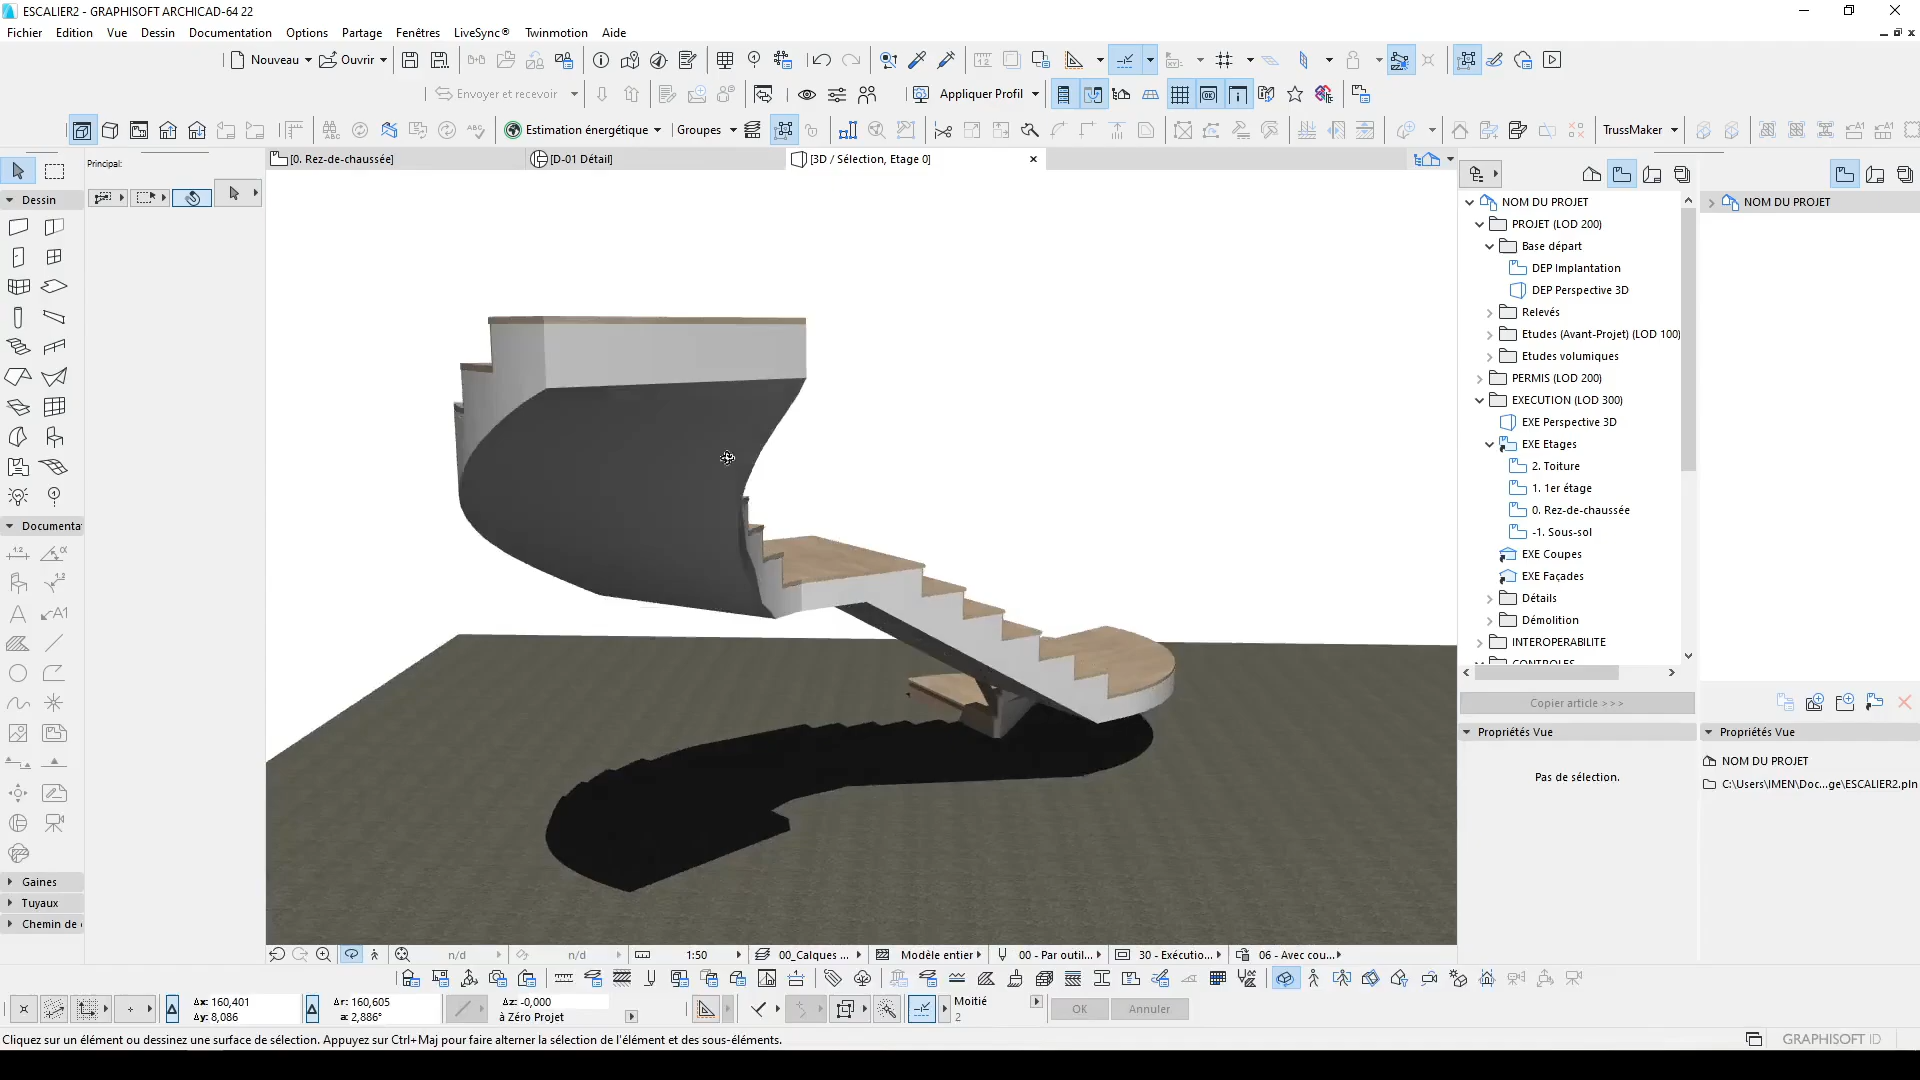 ESCALIER2 - GRAPHISOFT ARCHICAD-64 22
Fichier Edition Vue Dessin Documentation Options Partage Fenêtres LiveSync® Twinmotion Aide
Nouveau Ouvrir
Envoyer et recevoir Appliquer Profil
Estimation énergétique Groupes TrussMaker
[0. Rez-de-chaussée] [D-01 Détail] [3D / Sélection, Etage 0]
Principal:
Dessin
Documenta
Gaines
Tuyaux
Chemin de
NOM DU PROJET
PROJET (LOD 200)
Base départ
DEP Implantation
DEP Perspective 3D
Relevés
Etudes (Avant-Projet) (LOD 100)
Etudes volumiques
PERMIS (LOD 200)
EXECUTION (LOD 300)
EXE Perspective 3D
EXE Etages
2. Toiture
1. 1er étage
0. Rez-de-chaussée
-1. Sous-sol
EXE Coupes
EXE Façades
Détails
Démolition
INTEROPERABILITE
CONTROLES
Copier article >>>
Propriétés Vue
Pas de sélection.
NOM DU PROJET
Propriétés Vue
NOM DU PROJET
C:\Users\IMEN\Doc...ge\ESCALIER2.pln
n/d n/d 1:50 00_Calques ... Modèle entier 00 - Par outil... 30 - Exécutio... 06 - Avec cou...
Δx: 160,401 Δr: 160,605 Δz: -0,000 Moitié
Δy: 8,086 a: 2,886° à Zéro Projet 2
OK Annuler
Cliquez sur un élément ou dessinez une surface de sélection. Appuyez sur Ctrl+Maj pour faire alterner la sélection de l'élément et des sous-éléments.
GRAPHISOFT ID